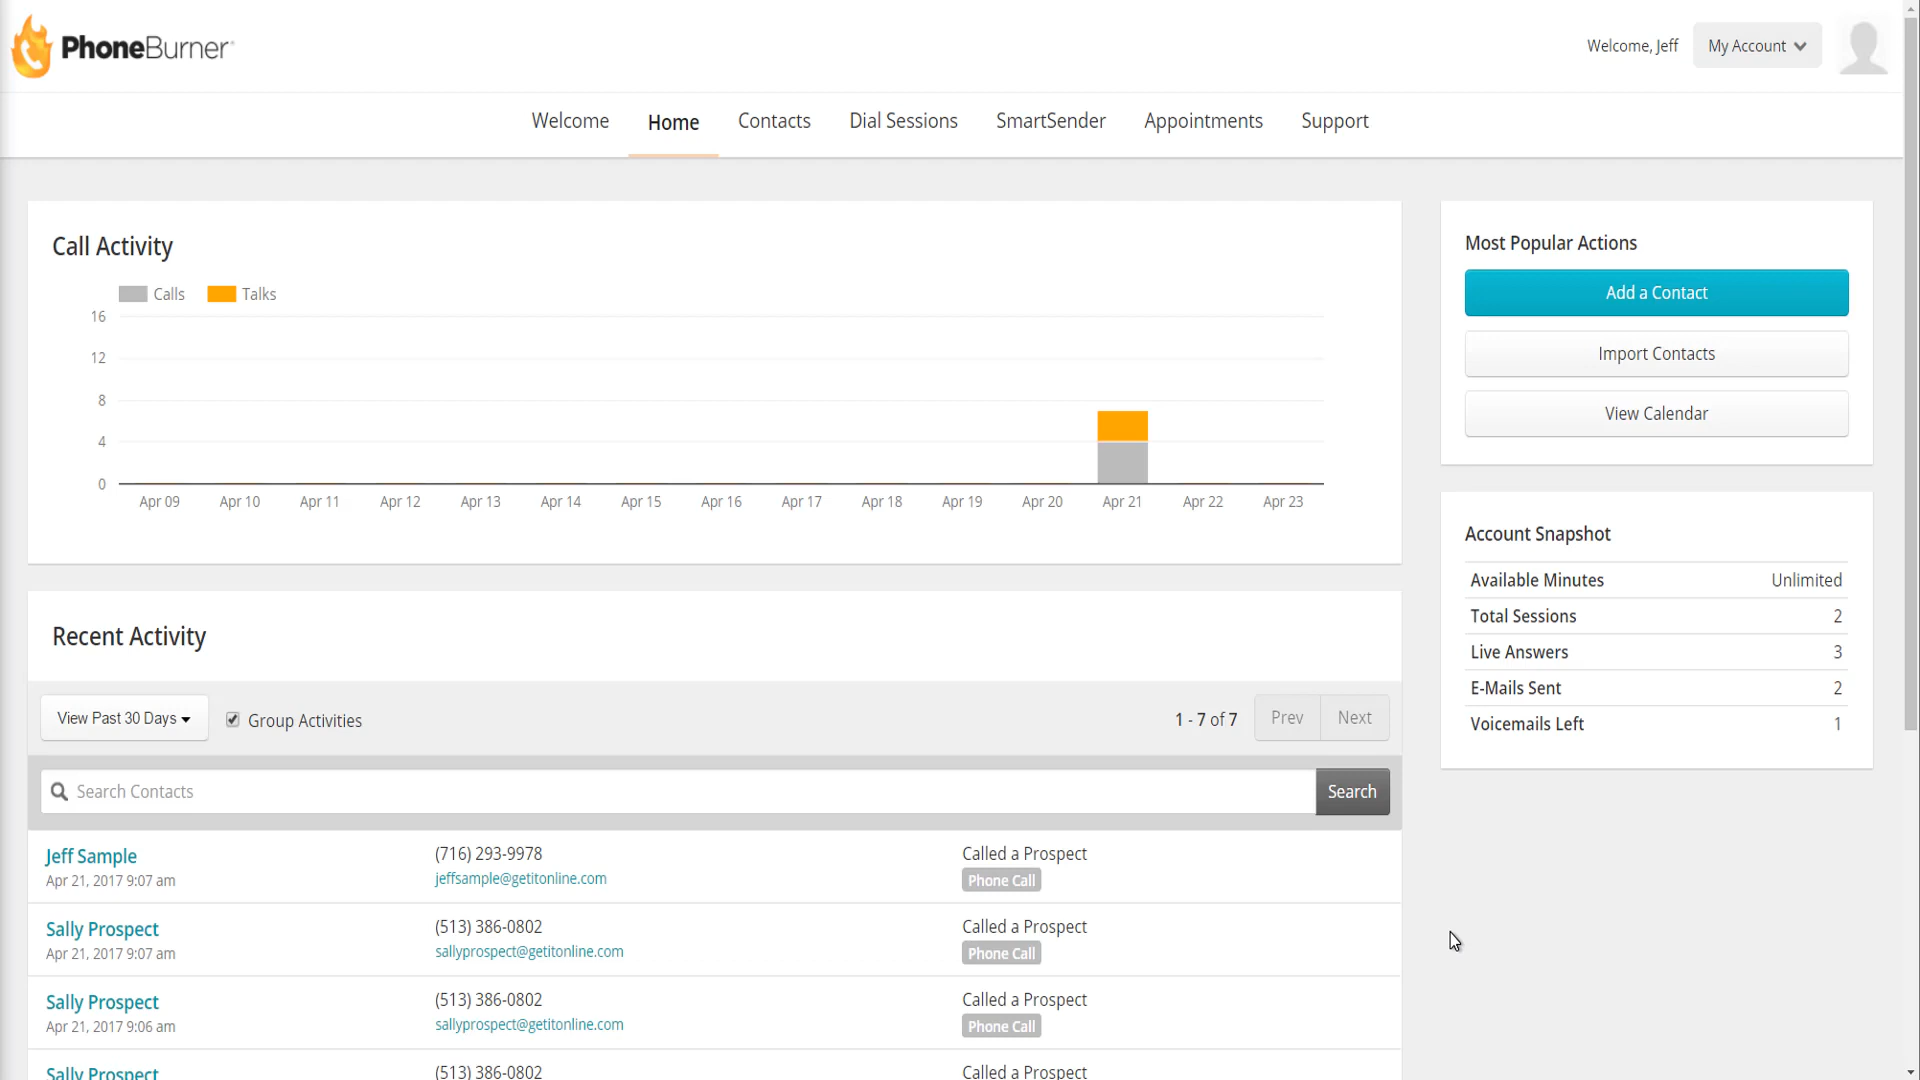 PhoneBurner
Welcome, Jeff
My Account
Welcome Home Contacts Dial Sessions SmartSender Appointments Support
Call Activity
Calls Talks
16
12
8
4
0
Apr 09 Apr 10 Apr 11 Apr 12 Apr 13 Apr 14 Apr 15 Apr 16 Apr 17 Apr 18 Apr 19 Apr 20 Apr 21 Apr 22 Apr 23
Most Popular Actions
Add a Contact
Import Contacts
View Calendar
Account Snapshot
Available Minutes Unlimited
Total Sessions 2
Live Answers 3
E-Mails Sent 2
Voicemails Left 1
Recent Activity
View Past 30 Days Group Activities 1 - 7 of 7 Prev Next
Search Contacts Search
Jeff Sample (716) 293-9978 Called a Prospect
Apr 21, 2017 9:07 am jeffsample@getitonline.com Phone Call
Sally Prospect (513) 386-0802 Called a Prospect
Apr 21, 2017 9:07 am sallyprospect@getitonline.com Phone Call
Sally Prospect (513) 386-0802 Called a Prospect
Apr 21, 2017 9:06 am sallyprospect@getitonline.com Phone Call
Sally Prospect (513) 386-0802 Called a Prospect